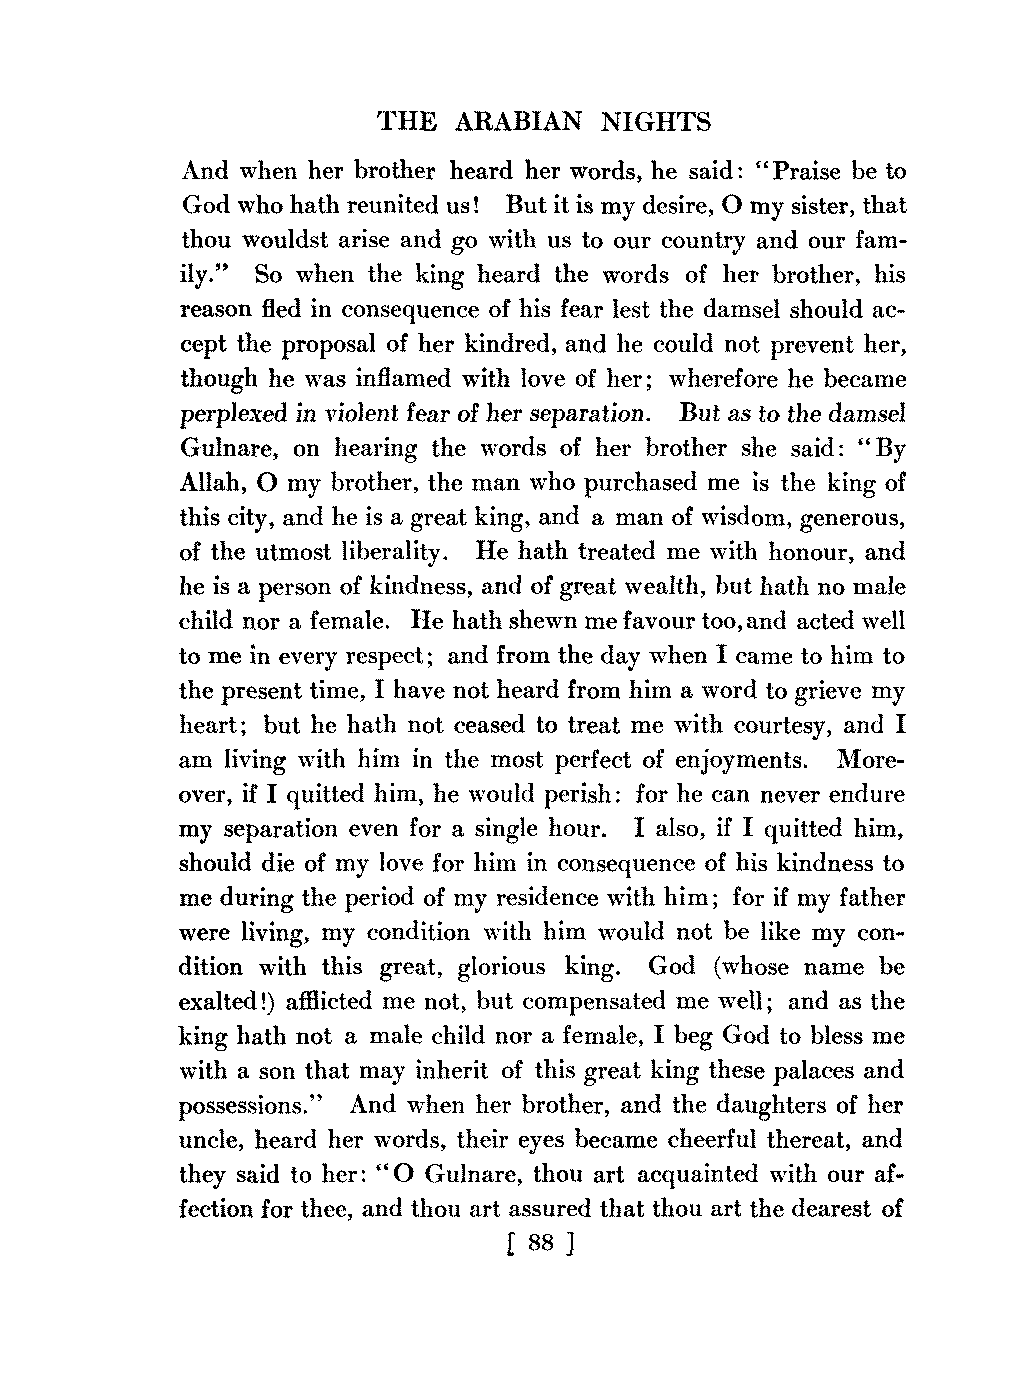 THE ARABIAN NIGHTS
And when her brother heard her words, he said: "Praise be to
God who hath reunited us! But it is my desire, O my sister, that
thou wouldst arise and go with us to our country and our fam-
ily." So when the king heard the words of her brother, his
reason fled in consequence of his fear lest the damsel should ac-
cept the proposal of her kindred, and he could not prevent her,
though he was inflamed with love of her; wherefore he became
perplexed in violent fear of her separation. But as to the damsel
Gulnare, on hearing the words of her brother she said: "By
Allah, O my brother, the man who purchased me is the king of
this city, and he is a great king, and a man of wisdom, generous,
of the utmost liberality. He hath treated me with honour, and
he is a person of kindness, and of great wealth, but hath no male
child nor a female. He hath shewn me favour too, and acted well
to me in every respect; and from the day when I came to him to
the present time, I have not heard from him a word to grieve my
heart; but he hath not ceased to treat me with courtesy, and I
am living with him in the most perfect of enjoyments. More-
over, if I quitted him, he would perish: for he can never endure
my separation even for a single hour. I also, if I quitted him,
should die of my love for him in consequence of his kindness to
me during the period of my residence with him; for if my father
were living, my condition with him would not be like my con-
dition with this great, glorious king. God (whose name be
exalted!) afflicted me not, but compensated me well; and as the
king hath not a male child nor a female, I beg God to bless me
with a son that may inherit of this great king these palaces and
possessions." And when her brother, and the daughters of her
uncle, heard her words, their eyes became cheerful thereat, and
they said to her: "O Gulnare, thou art acquainted with our af-
fection for thee, and thou art assured that thou art the dearest of
[ 88 ]